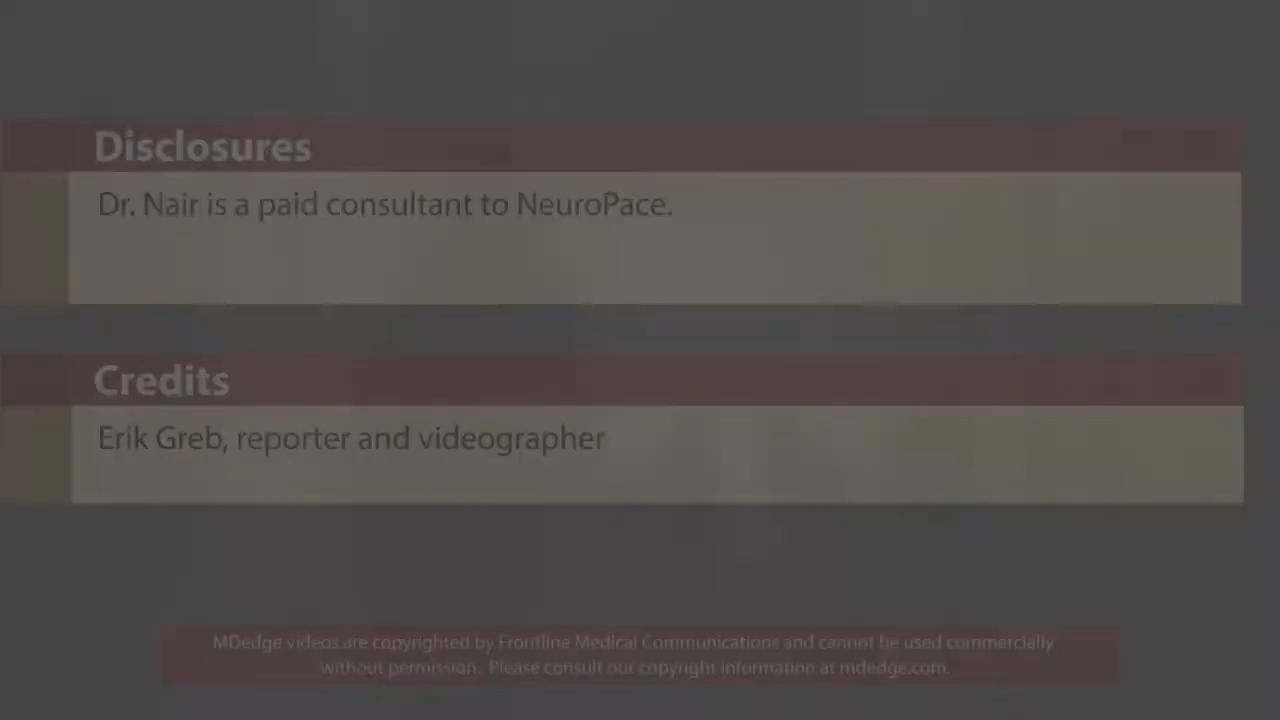 Disclosures
Dr. Nair is a paid consultant to NeuroPace.
Credits
Erik Greb, reporter and videographer
MDedge videos are copyrighted by Frontline Medical Communications and cannot be used commercially
without permission. Please consult our copyright information at mdedge.com.